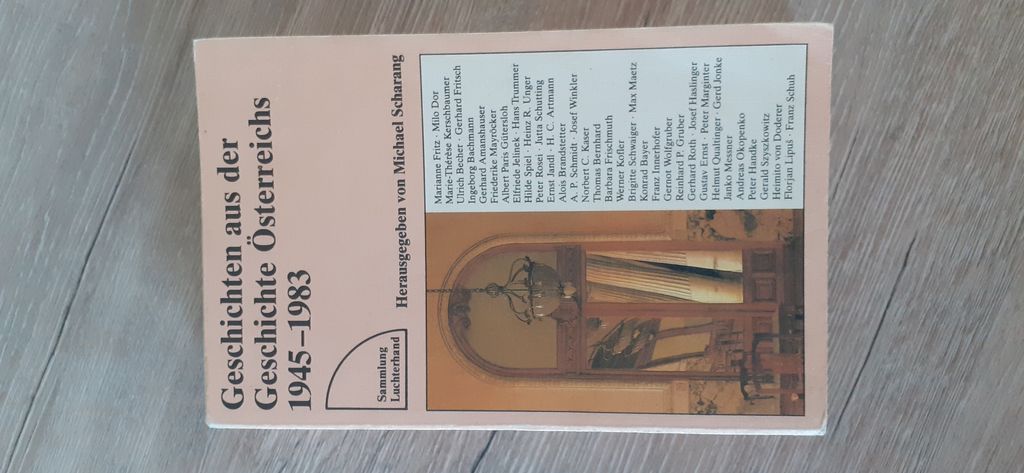 Geschichten aus der
Geschichte Österreichs
1945–1983
Sammlung
Luchterhand
Herausgegeben von Michael Scharang
Marianne Fritz · Milo Dor
Marie-Thérèse Kerschbaumer
Ulrich Becher · Gerhard Fritsch
Ingeborg Bachmann
Gerhard Amanshauser
Friederike Mayröcker
Albert Paris Gütersloh
Elfriede Jelinek · Hans Trummer
Hilde Spiel · Heinz R. Unger
Peter Rosei · Jutta Schutting
Ernst Jandl · H. C. Artmann
Alois Brandstetter
A. P. Schmidt · Josef Winkler
Norbert C. Kaser
Thomas Bernhard
Barbara Frischmuth
Werner Kofler
Brigitte Schwaiger · Max Maetz
Konrad Bayer
Franz Innerhofer
Gernot Wolfgruber
Reinhard P. Gruber
Gerhard Roth · Josef Haslinger
Gustav Ernst · Peter Marginter
Helmut Qualtinger · Gerd Jonke
Janko Messner
Andreas Okopenko
Peter Handke
Gerald Szyszkowitz
Heimito von Doderer
Florjan Lipuš · Franz Schuh